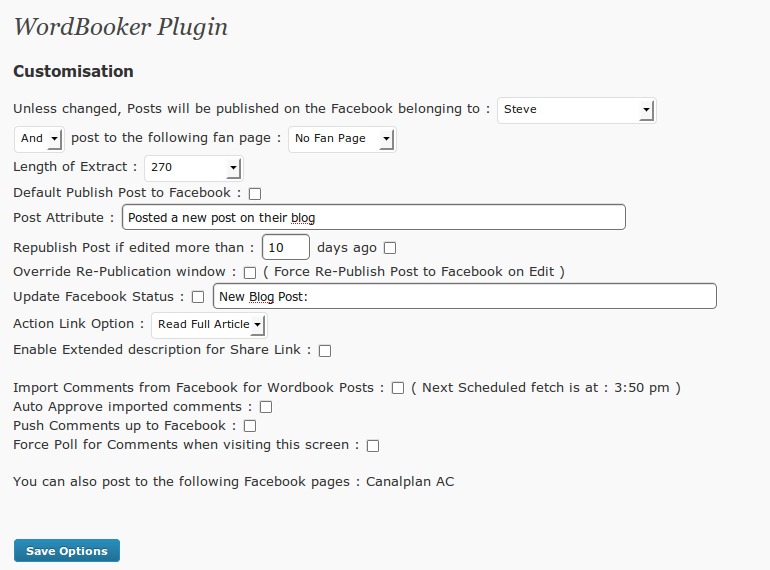 WordBooker Plugin
Customisation
Unless changed, Posts will be published on the Facebook belonging to : Steve
And post to the following fan page : No Fan Page
Length of Extract : 270
Default Publish Post to Facebook :
Post Attribute : Posted a new post on their blog
Republish Post if edited more than : 10 days ago
Override Re-Publication window : ( Force Re-Publish Post to Facebook on Edit )
Update Facebook Status : New Blog Post:
Action Link Option : Read Full Article
Enable Extended description for Share Link :
Import Comments from Facebook for Wordbook Posts : ( Next Scheduled fetch is at : 3:50 pm )
Auto Approve imported comments :
Push Comments up to Facebook :
Force Poll for Comments when visiting this screen :
You can also post to the following Facebook pages : Canalplan AC
Save Options